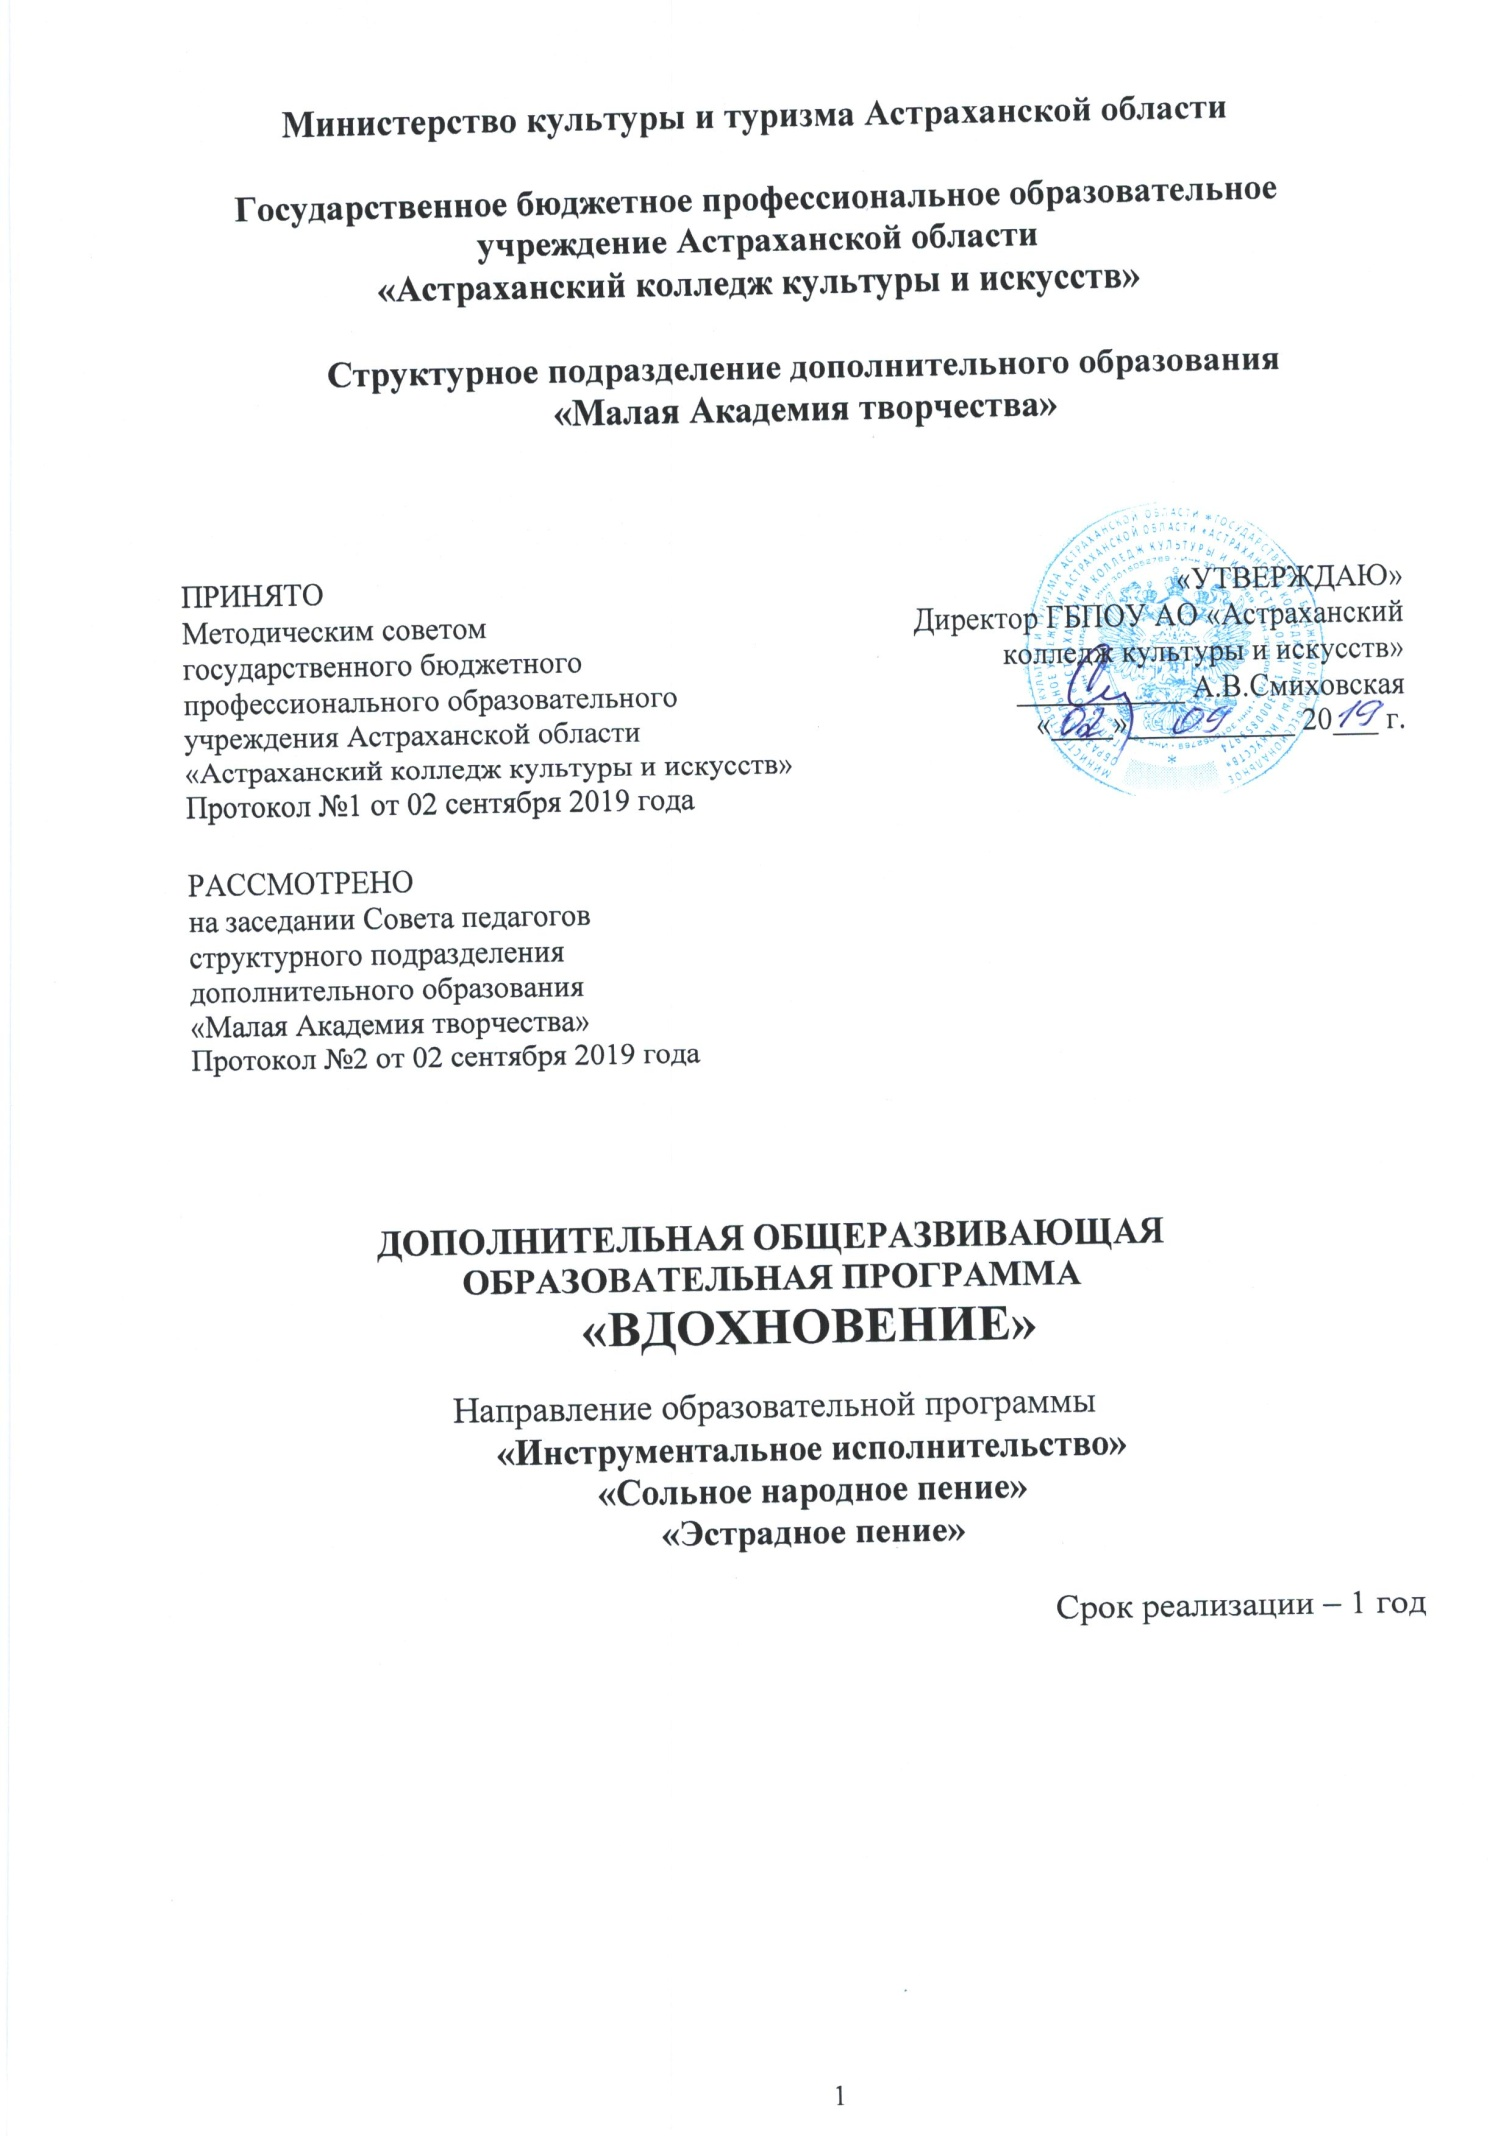 Министерство культуры и туризма Астраханской области
Государственное бюджетное профессиональное образовательное
учреждение Астраханской области
«Астраханский колледж культуры и искусств»
Структурное подразделение дополнительного образования
«Малая Академия творчества»
ПРИНЯТО
Методическим советом
государственного бюджетного
профессионального образовательного
учреждения Астраханской области
«Астраханский колледж культуры и искусств»
Протокол №1 от 02 сентября 2019 года
«УТВЕРЖДАЮ»
Директор ГБПОУ АО «Астраханский
колледж культуры и искусств»
А.В.Смиховская
«02» 09 2019 г.
РАССМОТРЕНО
на заседании Совета педагогов
структурного подразделения
дополнительного образования
«Малая Академия творчества»
Протокол №2 от 02 сентября 2019 года
ДОПОЛНИТЕЛЬНАЯ ОБЩЕРАЗВИВАЮЩАЯ
ОБРАЗОВАТЕЛЬНАЯ ПРОГРАММА
«ВДОХНОВЕНИЕ»
Направление образовательной программы
«Инструментальное исполнительство»
«Сольное народное пение»
«Эстрадное пение»
Срок реализации – 1 год
1